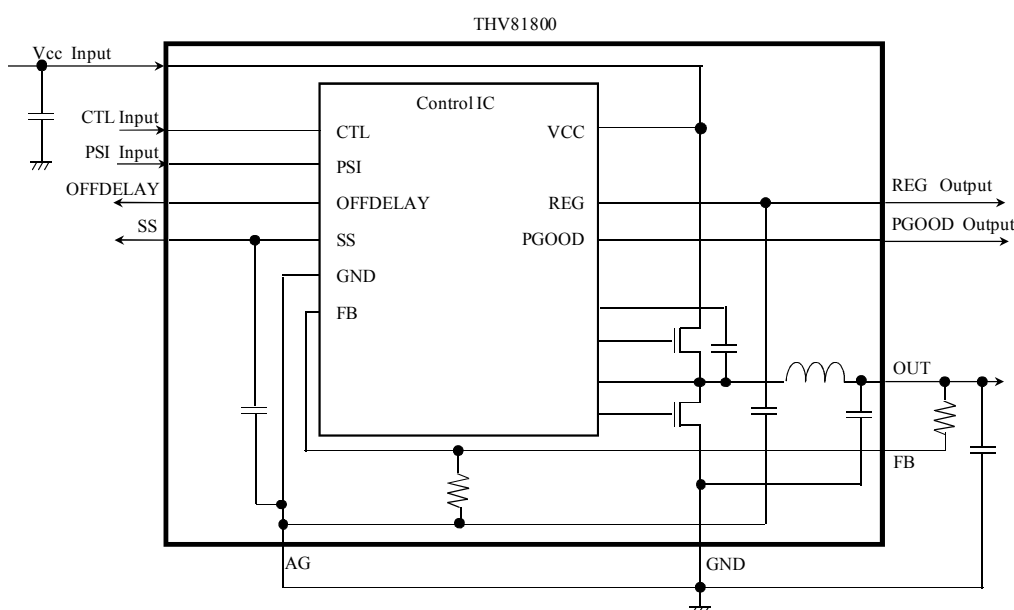 THV81800
Vcc Input
Control IC
CTL Input
CTL
VCC
PSI Input
PSI
OFFDELAY
OFFDELAY
REG
REG Output
SS
SS
PGOOD
PGOOD Output
GND
FB
OUT
FB
AG
GND